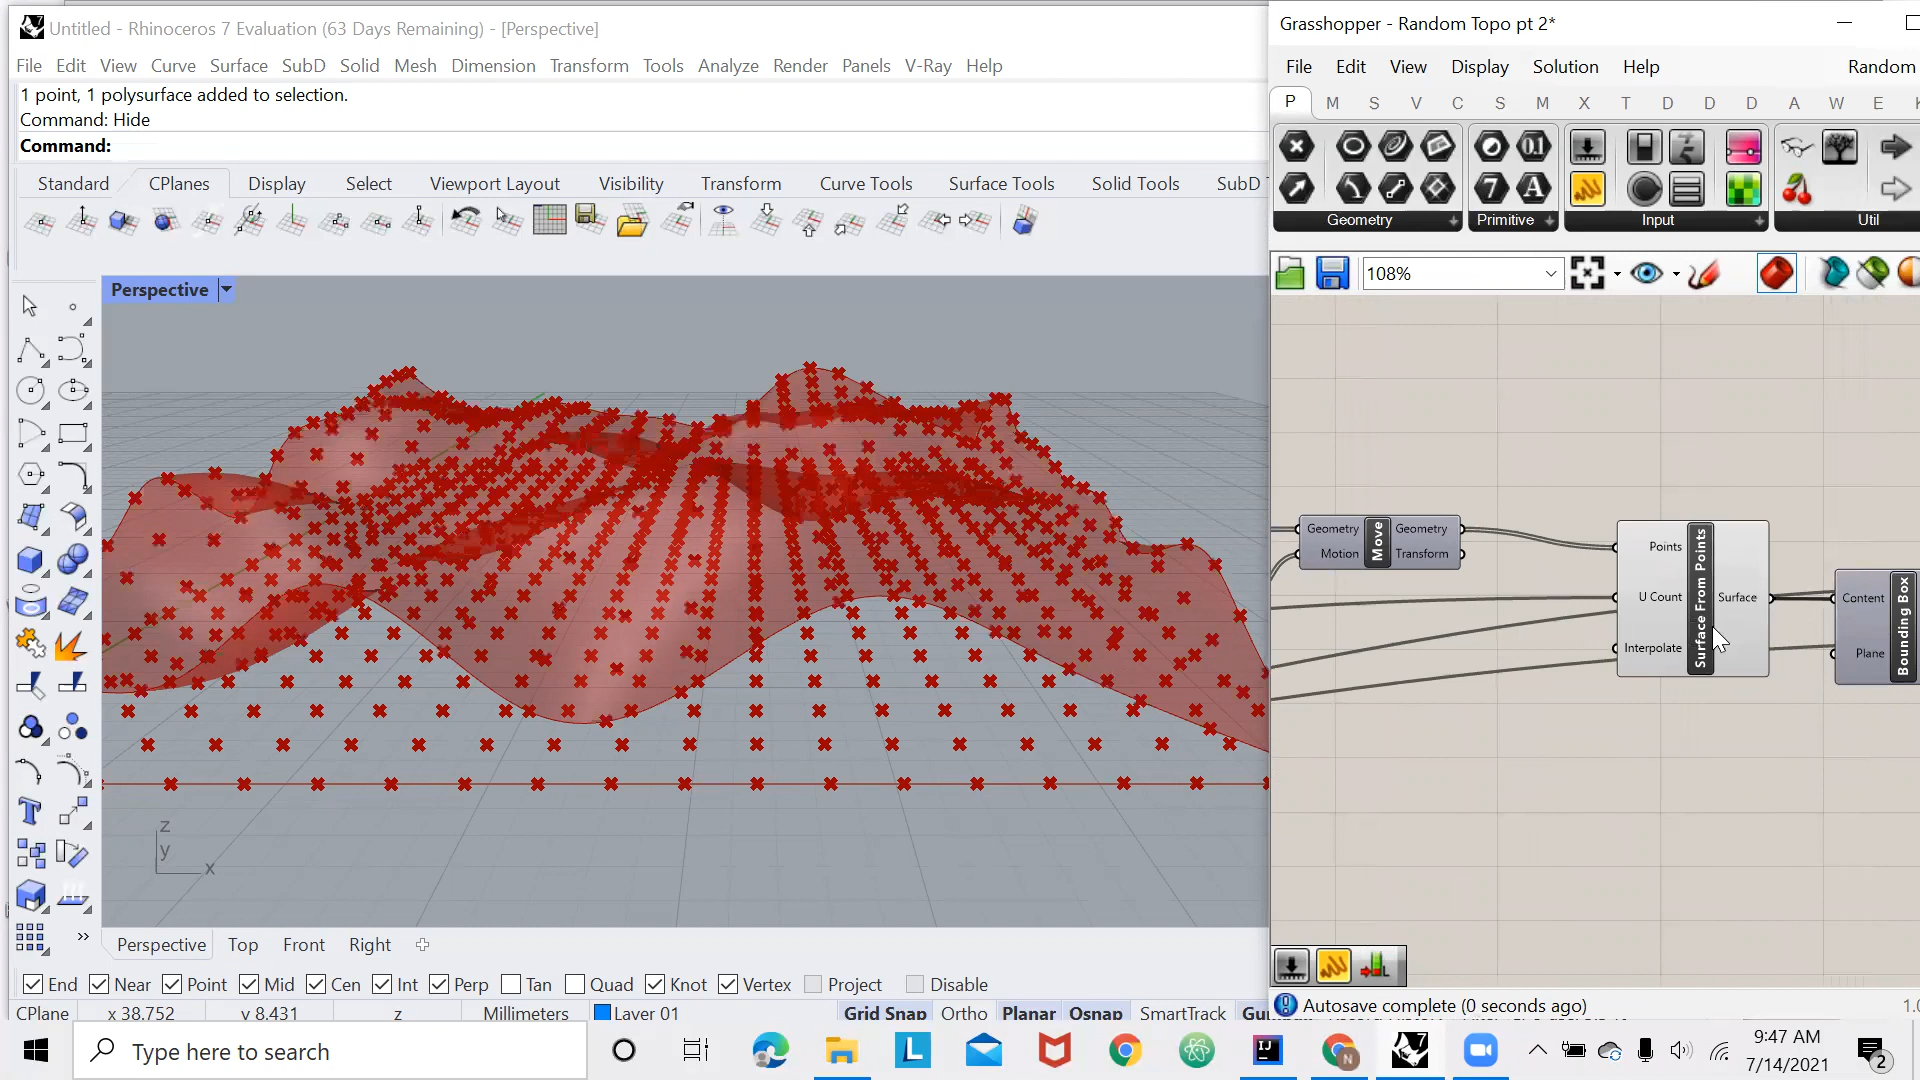 Untitled - Rhinoceros 7 Evaluation (63 Days Remaining) - [Perspective]
File Edit View Curve Surface SubD Solid Mesh Dimension Transform Tools Analyze Render Panels V-Ray Help
1 point, 1 polysurface added to selection.
Command: Hide
Command:
Standard CPlanes Display Select Viewport Layout Visibility Transform Curve Tools Surface Tools Solid Tools SubD
Perspective
z
y
x
Perspective Top Front Right
End Near Point Mid Cen Int Perp Tan Quad Knot Vertex Project Disable
CPlane x 38.752 y 8.431 z Millimeters Layer 01 Grid Snap Ortho Planar Osnap SmartTrack
Grasshopper - Random Topo pt 2*
File Edit View Display Solution Help Random
P M S V C S M X T D D D A W E
Geometry Primitive Input Util
108%
Geometry Move Geometry
Motion Transform
Points
U Count Surface From Points Surface
Interpolate
Content Bounding Box
Plane
Autosave complete (0 seconds ago)
Type here to search
9:47 AM
7/14/2021
2